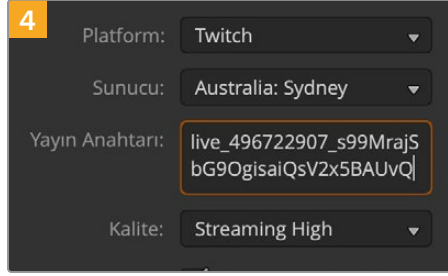 4
Platform: Twitch
Sunucu: Australia: Sydney
Yayın Anahtarı: live_496722907_s99MrajS
bG9OgisaiQsV2x5BAUvQ
Kalite: Streaming High